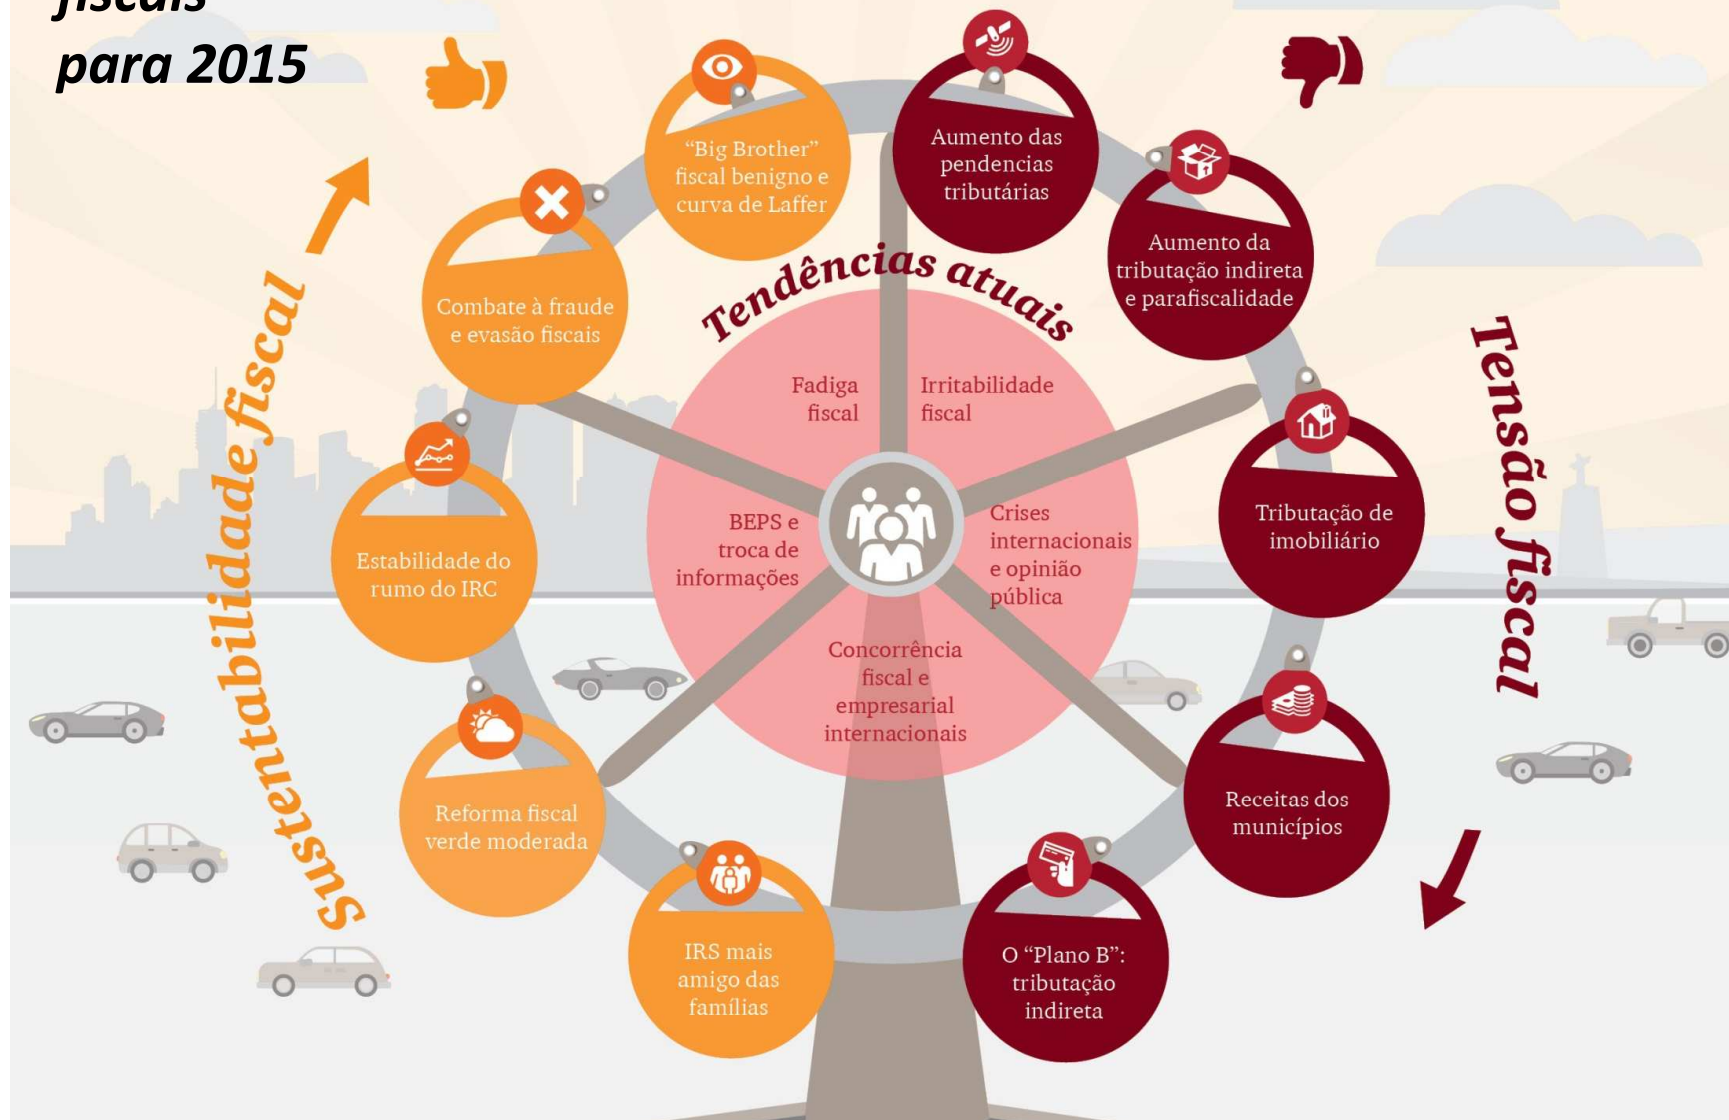 fiscais
para 2015
Sustentabilidade fiscal
Tensão fiscal
Tendências atuais
“Big Brother”
fiscal benigno e
curva de Laffer
Combate à fraude
e evasão fiscais
Estabilidade do
rumo do IRC
Reforma fiscal
verde moderada
IRS mais
amigo das
famílias
Aumento das
pendencias
tributárias
Aumento da
tributação indireta
e parafiscalidade
Tributação de
imobiliário
Receitas dos
municípios
O “Plano B”:
tributação
indireta
Fadiga
fiscal
Irritabilidade
fiscal
BEPS e
troca de
informações
Crises
internacionais
e opinião
pública
Concorrência
fiscal e
empresarial
internacionais